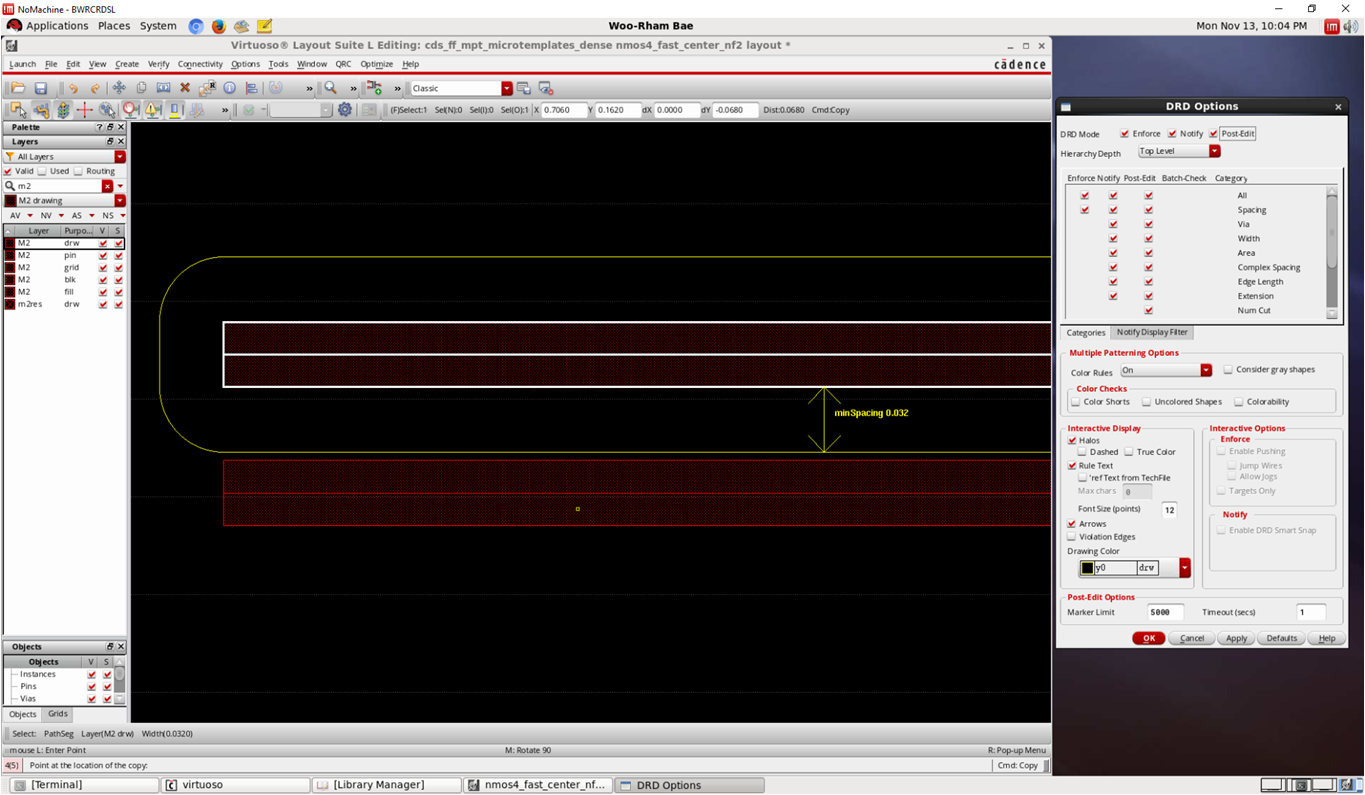 NoMachine - BWRCRDSL
Applications Places System
Woo-Rham Bae
Mon Nov 13, 10:04 PM
Virtuoso® Layout Suite L Editing: cds_ff_mpt_microtemplates_dense nmos4_fast_center_nf2 layout *
Launch File Edit View Create Verify Connectivity Options Tools Window QRC Optimize Help
cādence
» » » Classic
» (F)Select:1 Sel(N):0 Sel(I):0 Sel(O):1 X 0.7060 Y 0.1620 dX 0.0000 dY -0.0680 Dist:0.0680 Cmd:Copy
Palette ?
Layers
All Layers
Valid Used Routing
m2
M2 drawing
AV NV AS NS
Layer Purpo... V S
M2 drw
M2 pin
M2 grid
M2 blk
M2 fill
m2res drw
minSpacing 0.032
Objects
Objects V S
Instances
Pins
Vias
Objects Grids
Select: PathSeg Layer(M2 drw) Width(0.0320)
mouse L: Enter Point
M: Rotate 90
R: Pop-up Menu
4(5) Point at the location of the copy:
Cmd: Copy
DRD Options
DRD Mode Enforce Notify Post-Edit
Hierarchy Depth Top Level
Enforce Notify Post-Edit Batch-Check Category
All
Spacing
Via
Width
Area
Complex Spacing
Edge Length
Extension
Num Cut
Categories Notify Display Filter
Multiple Patterning Options
Color Rules On Consider gray shapes
Color Checks
Color Shorts Uncolored Shapes Colorability
Interactive Display
Halos
Dashed True Color
Rule Text
'ref Text from TechFile
Max chars 0
Font Size (points) 12
Arrows
Violation Edges
Drawing Color
y0 drw
Interactive Options
Enforce
Enable Pushing
Jump Wires
Allow Jogs
Targets Only
Notify
Enable DRD Smart Snap
Post-Edit Options
Marker Limit 5000 Timeout (secs) 1
OK Cancel Apply Defaults Help
[Terminal]
virtuoso
[Library Manager]
nmos4_fast_center_nf...
DRD Options